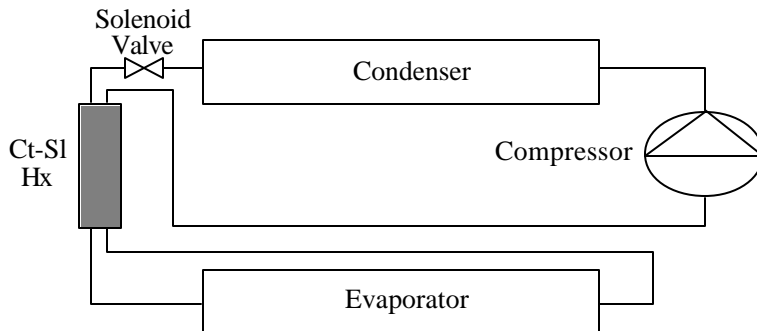 Solenoid
Valve
Condenser
Ct-Sl
Hx
Compressor
Evaporator